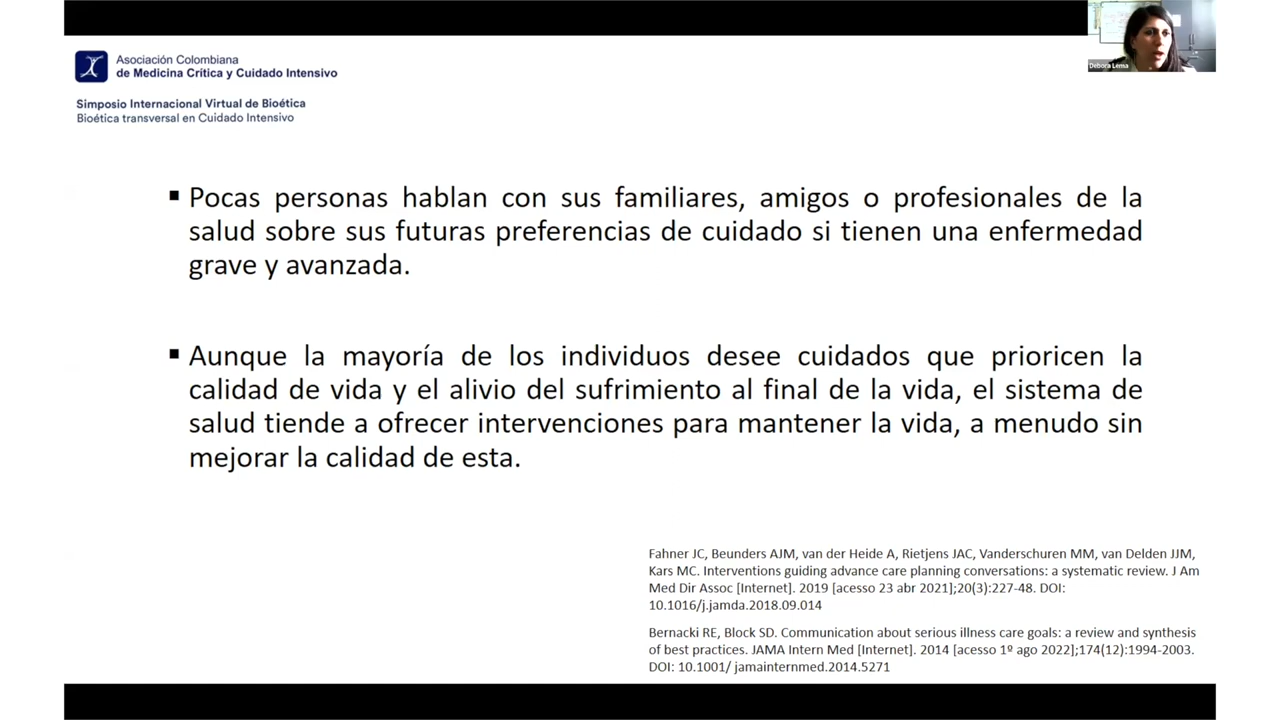 Debora Lema
Asociación Colombiana
de Medicina Crítica y Cuidado Intensivo
Simposio Internacional Virtual de Bioética
Bioética transversal en Cuidado Intensivo
▪ Pocas personas hablan con sus familiares, amigos o profesionales de la
salud sobre sus futuras preferencias de cuidado si tienen una enfermedad
grave y avanzada.
▪ Aunque la mayoría de los individuos desee cuidados que prioricen la
calidad de vida y el alivio del sufrimiento al final de la vida, el sistema de
salud tiende a ofrecer intervenciones para mantener la vida, a menudo sin
mejorar la calidad de esta.
Fahner JC, Beunders AJM, van der Heide A, Rietjens JAC, Vanderschuren MM, van Delden JJM,
Kars MC. Interventions guiding advance care planning conversations: a systematic review. J Am
Med Dir Assoc [Internet]. 2019 [acesso 23 abr 2021];20(3):227-48. DOI:
10.1016/j.jamda.2018.09.014
Bernacki RE, Block SD. Communication about serious illness care goals: a review and synthesis
of best practices. JAMA Intern Med [Internet]. 2014 [acesso 1º ago 2022];174(12):1994-2003.
DOI: 10.1001/ jamainternmed.2014.5271